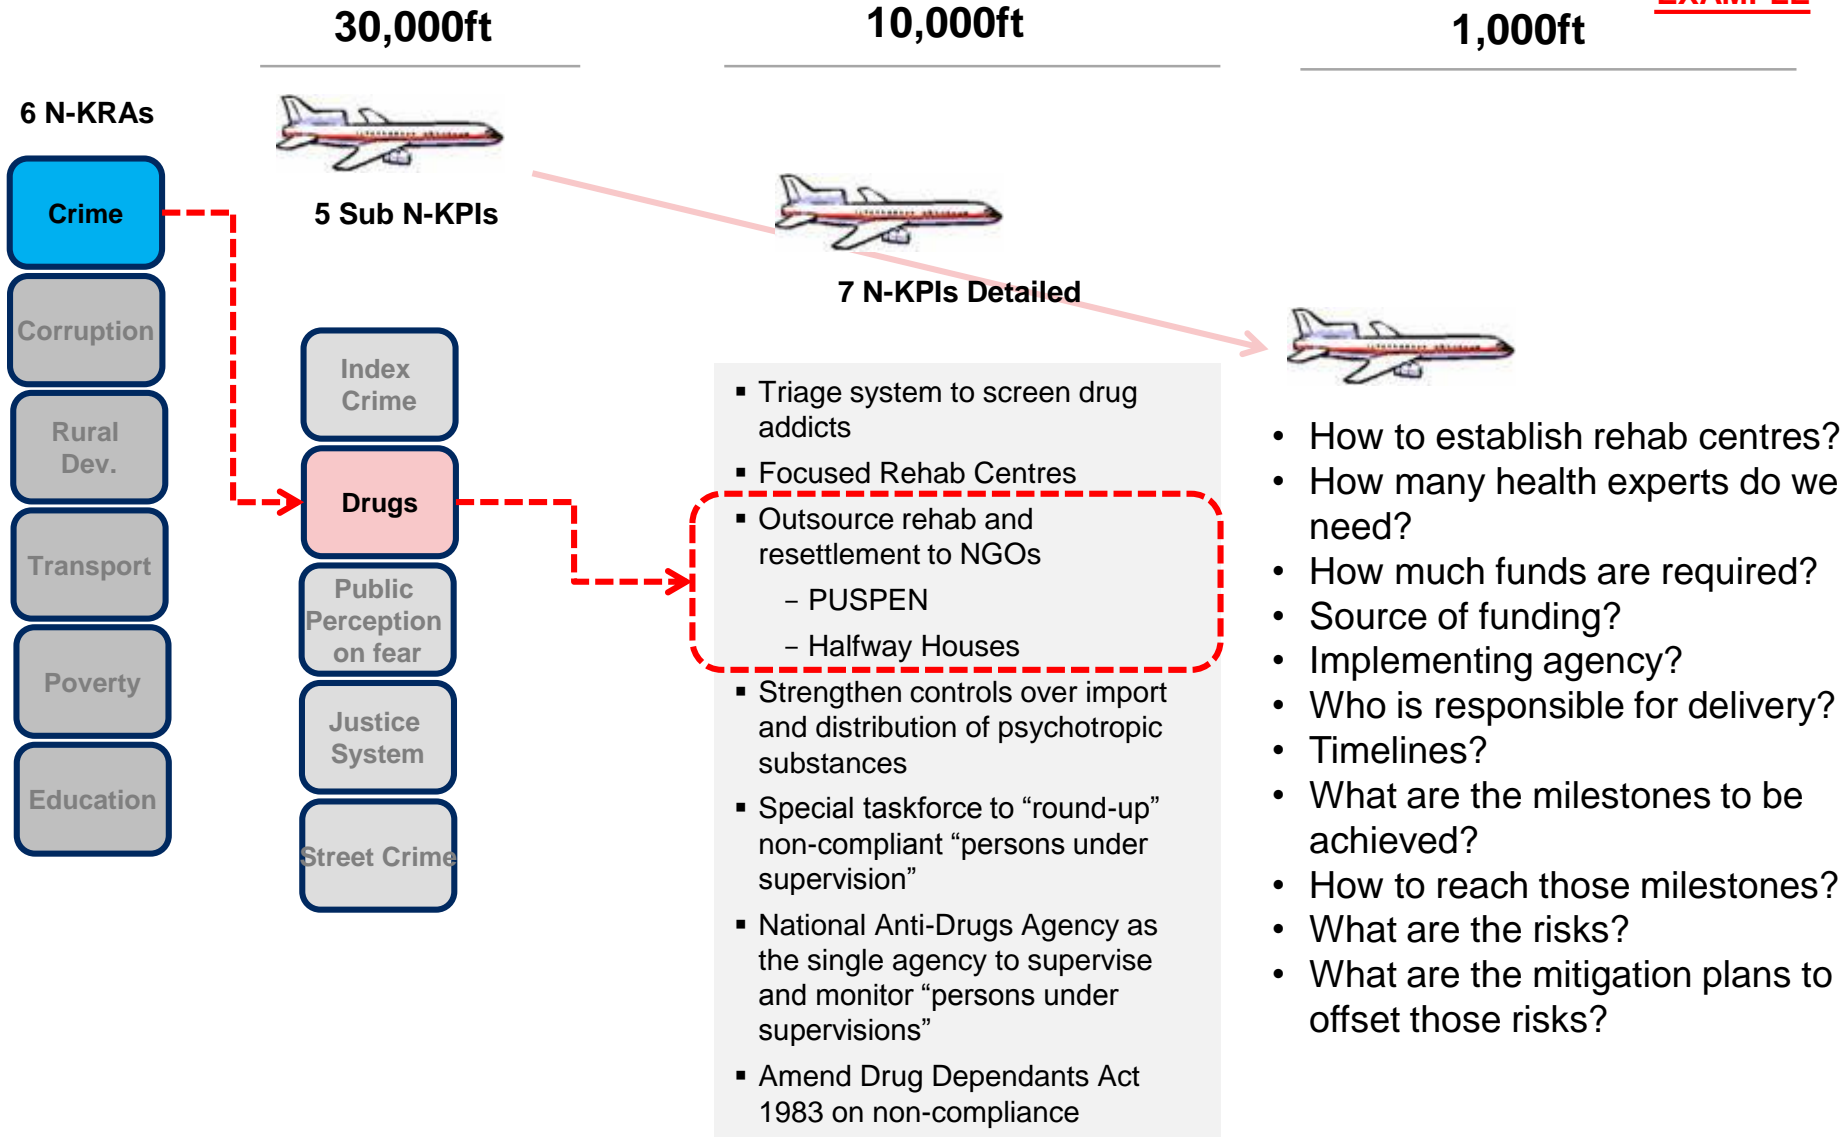 EXAMPLE
30,000ft
10,000ft
1,000ft
6 N-KRAs
Crime
Corruption
Rural
Dev.
Transport
Poverty
Education
5 Sub N-KPIs
Index
Crime
Drugs
Public
Perception
on fear
Justice
System
Street Crime
7 N-KPIs Detailed
▪ Triage system to screen drug
addicts
▪ Focused Rehab Centres
▪ Outsource rehab and
resettlement to NGOs
– PUSPEN
– Halfway Houses
▪ Strengthen controls over import
and distribution of psychotropic
substances
▪ Special taskforce to “round-up”
non-compliant “persons under
supervision”
▪ National Anti-Drugs Agency as
the single agency to supervise
and monitor “persons under
supervisions”
▪ Amend Drug Dependants Act
1983 on non-compliance
• How to establish rehab centres?
• How many health experts do we
need?
• How much funds are required?
• Source of funding?
• Implementing agency?
• Who is responsible for delivery?
• Timelines?
• What are the milestones to be
achieved?
• How to reach those milestones?
• What are the risks?
• What are the mitigation plans to
offset those risks?